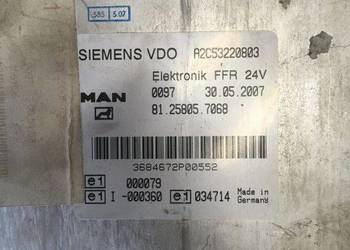 585 5.07
SIEMENS VDO A2C53220803
Elektronik FFR 24V
0097 30.05.2007
MAN 81.25805.7068
3684672P00552
e1 000079
e1 I -000360 e1 034714 Made in
Germany